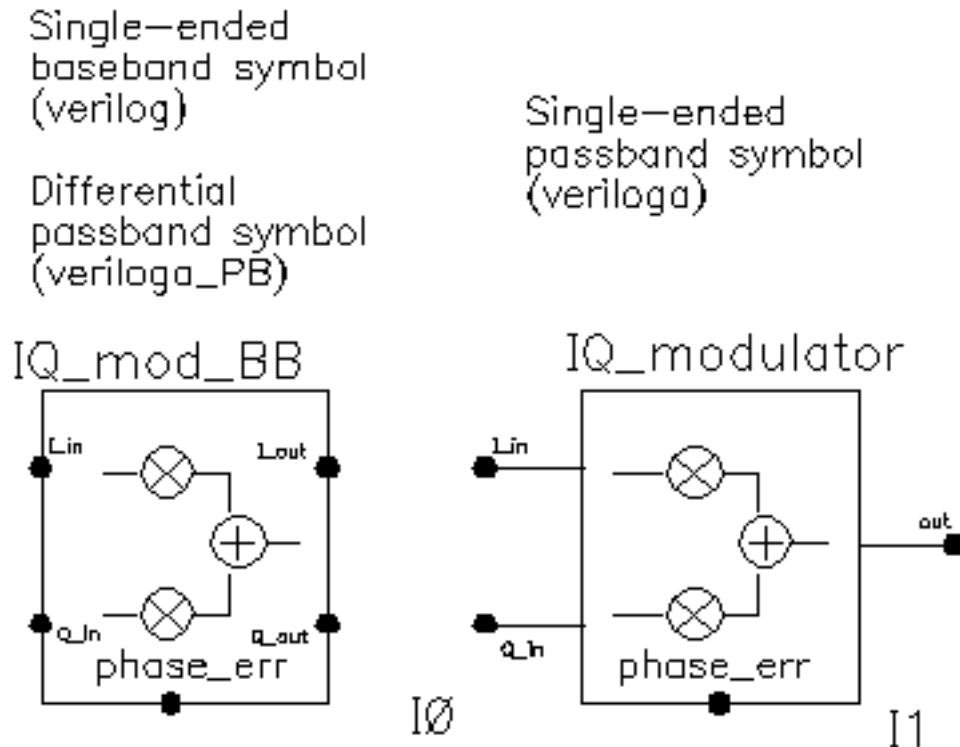 Single-ended
baseband symbol
(verilog)
Differential
passband symbol
(veriloga_PB)
Single-ended
passband symbol
(veriloga)
IQ_mod_BB
I_in
I_out
Q_in
Q_out
phase_err
I0
IQ_modulator
I_in
out
Q_in
phase_err
I1